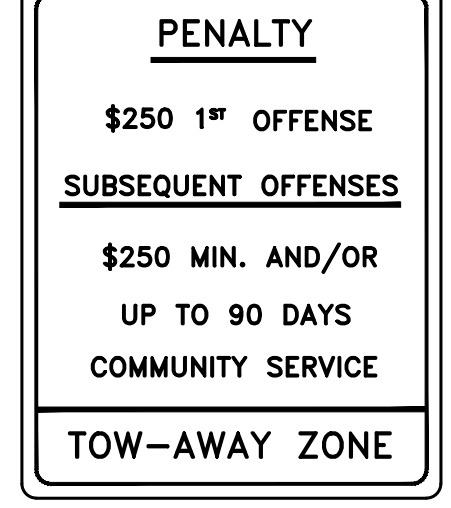 PENALTY
$250 1ST OFFENSE
SUBSEQUENT OFFENSES
$250 MIN. AND/OR
UP TO 90 DAYS
COMMUNITY SERVICE
TOW-AWAY ZONE